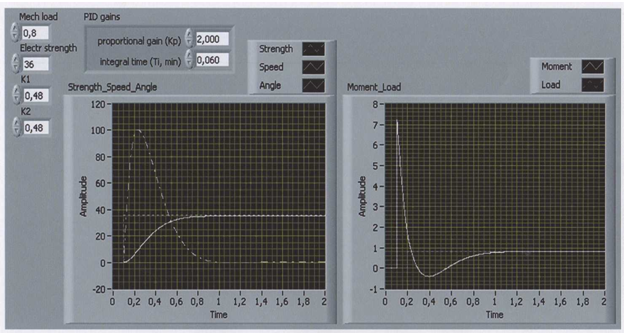 Mech load
0,8
Electr strength
36
K1
0,48
K2
0,48
PID gains
proportional gain (Kp)
2,000
integral time (Ti, min)
0,060
Strength
Speed
Angle
Strength_Speed_Angle
120
100
80
60
40
20
0
-20
Amplitude
0 0,2 0,4 0,6 0,8 1 1,2 1,4 1,6 1,8 2
Time
Moment
Load
Moment_Load
8
7
6
5
4
3
2
1
0
-1
Amplitude
0 0,2 0,4 0,6 0,8 1 1,2 1,4 1,6 1,8 2
Time